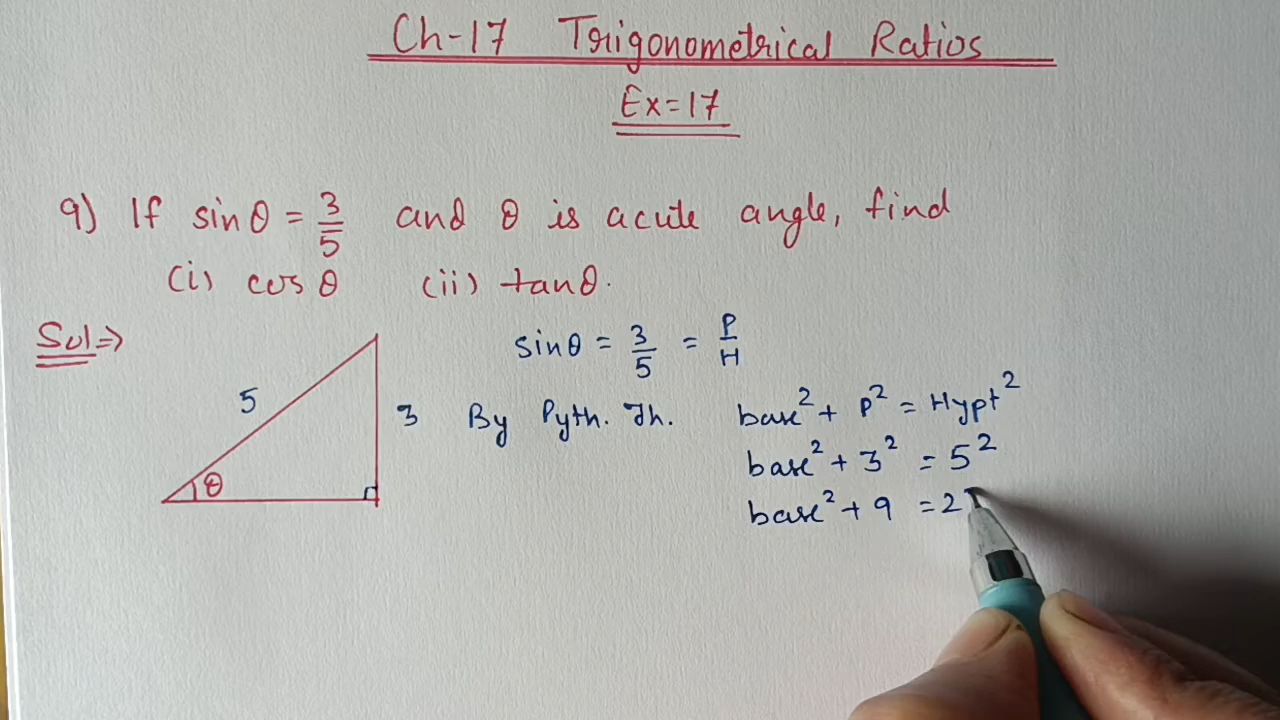 Ch-17 Trigonometrical Ratios
Ex=17
9) If sinθ = 3/5 and θ is acute angle, find
(i) cos θ (ii) tanθ.
Sol=>
sinθ = 3/5 = P/H
5
3
θ
By Pyth. Th. base² + P² = Hypt²
base² + 3² = 5²
base² + 9 = 2